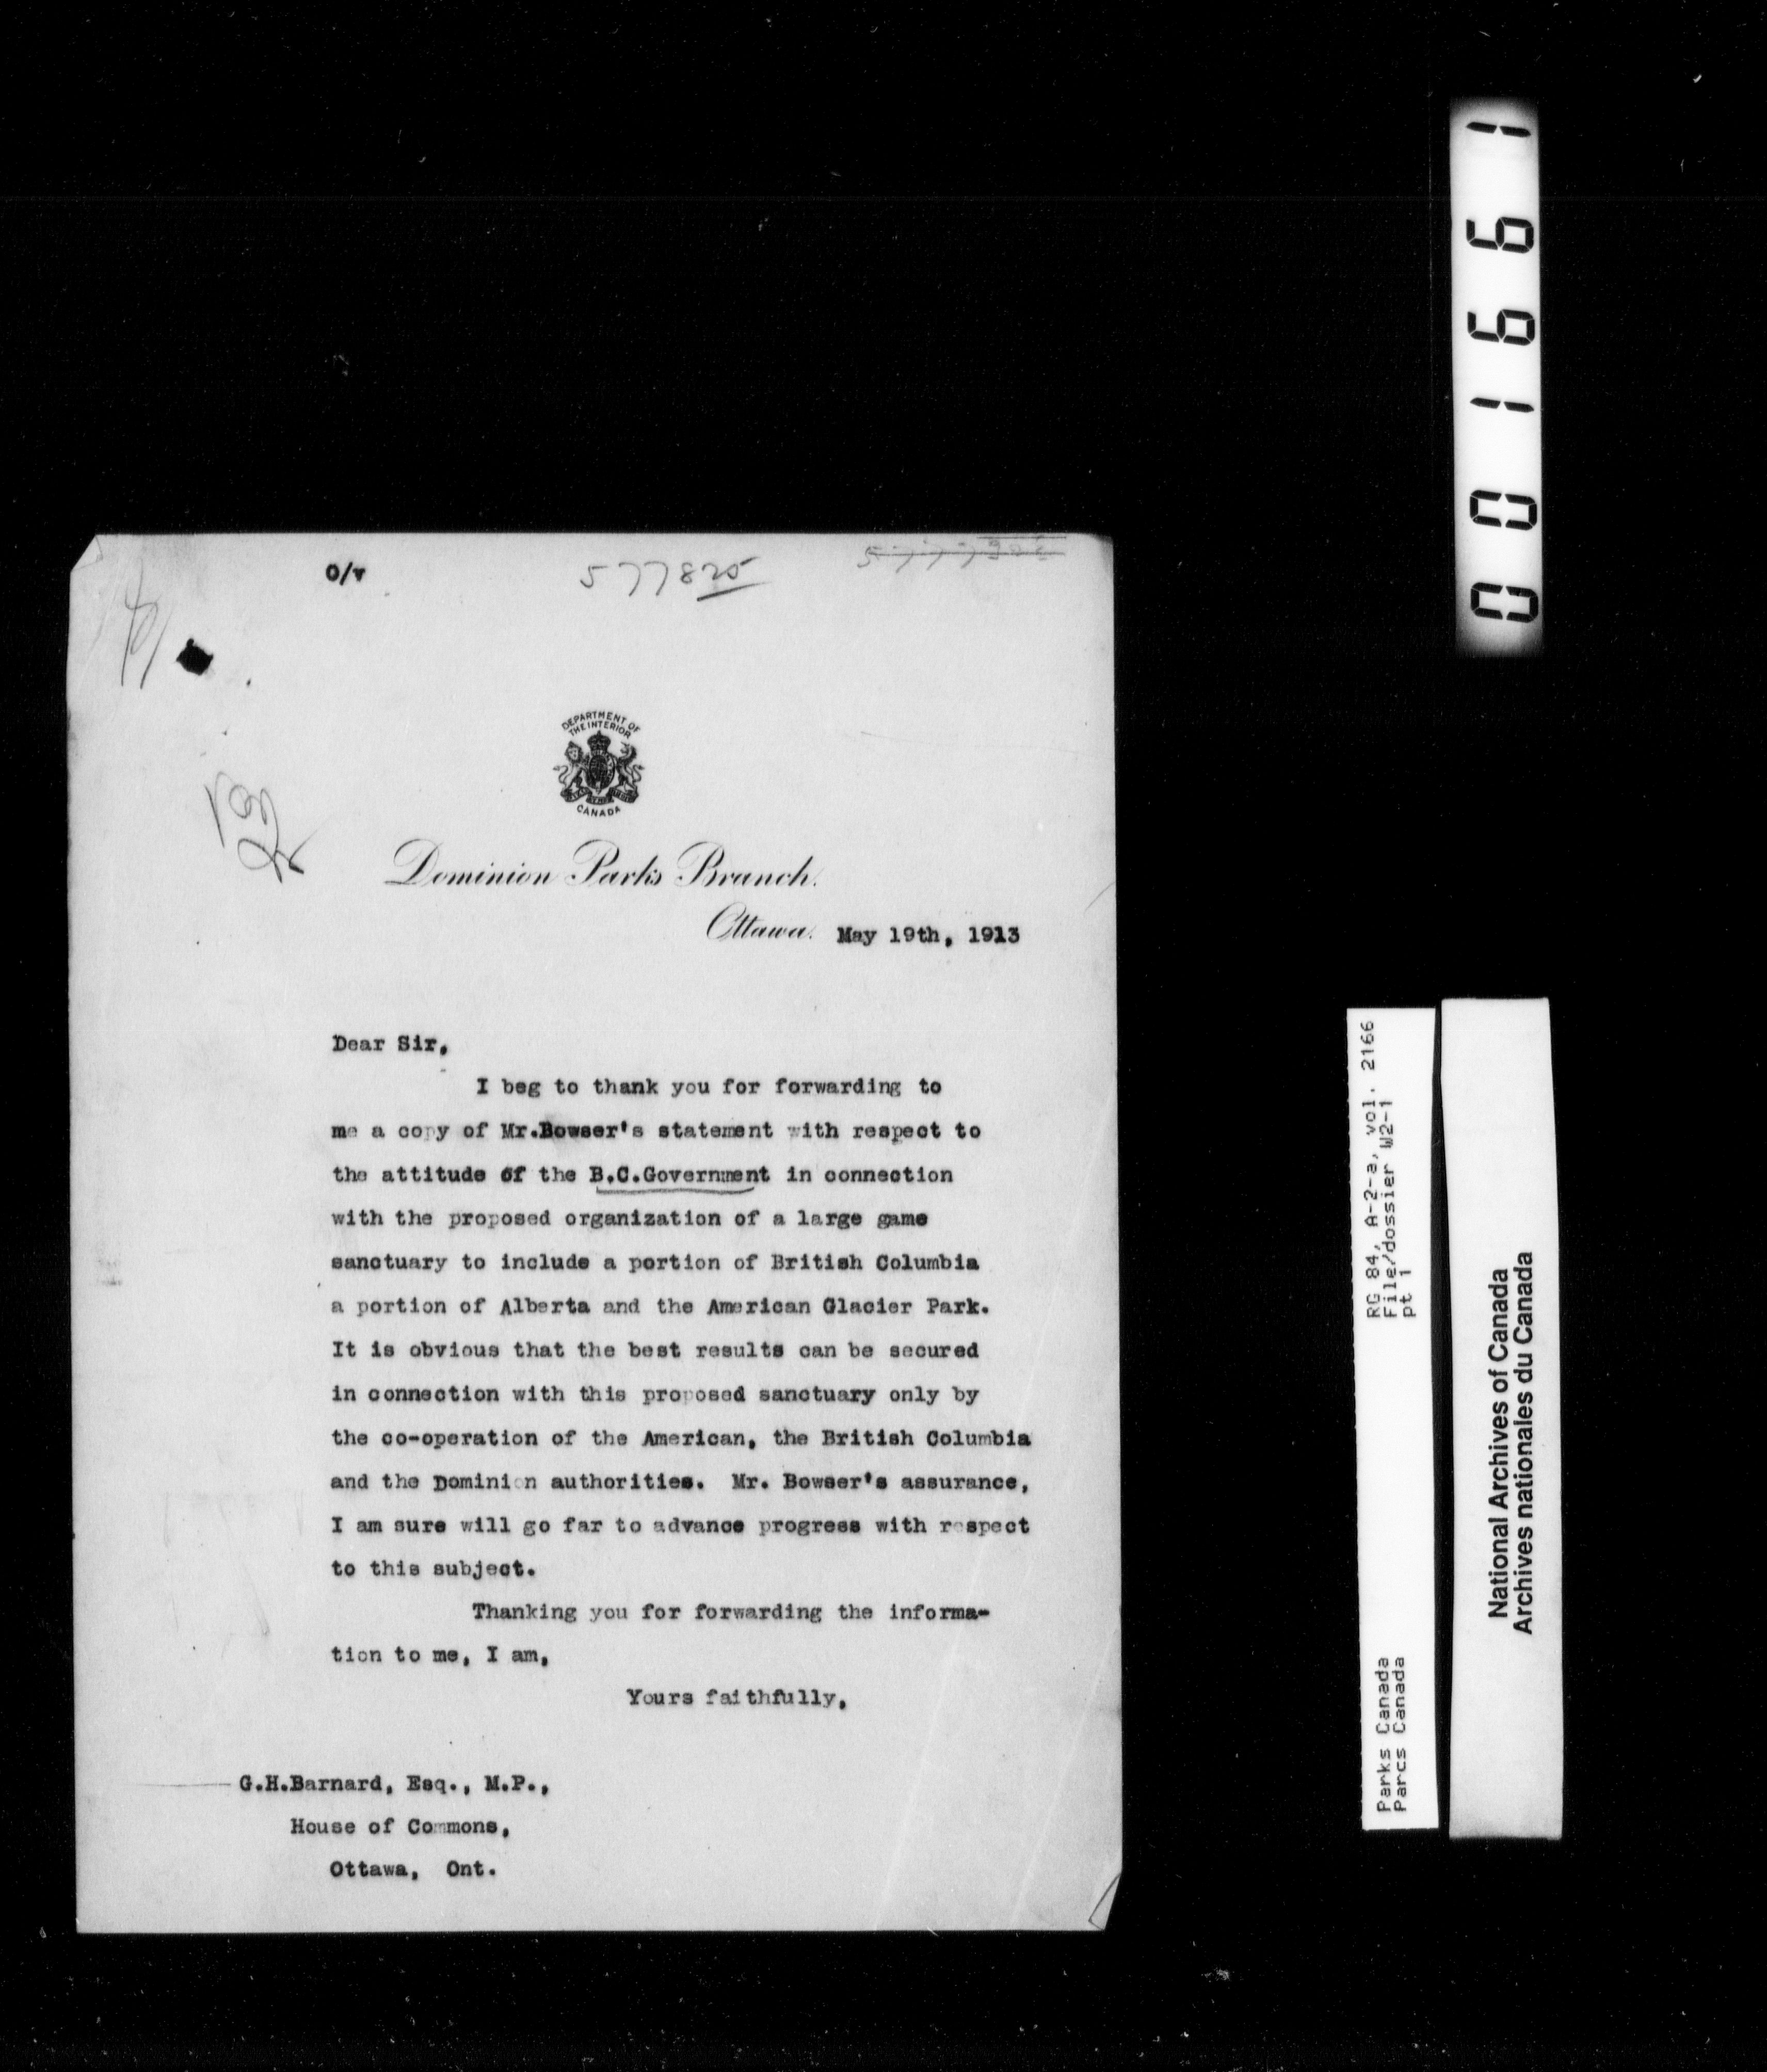 O/r
577825
DEPARTMENT OF
THE INTERIOR
CANADA
Dominion Parks Branch.
Ottawa. May 19th, 1913
Dear Sir,
I beg to thank you for forwarding to
me a copy of Mr.Bowser's statement with respect to
the attitude of the B.C.Government in connection
with the proposed organization of a large game
sanctuary to include a portion of British Columbia
a portion of Alberta and the American Glacier Park.
It is obvious that the best results can be secured
in connection with this proposed sanctuary only by
the co-operation of the American, the British Columbia
and the Dominion authorities. Mr. Bowser's assurance,
I am sure will go far to advance progress with respect
to this subject.
Thanking you for forwarding the informa-
tion to me, I am,
Yours faithfully,
G.H.Barnard, Esq., M.P.,
House of Commons,
Ottawa, Ont.
001661
RG 84, A-2-a, vol. 2166
File/dossier W2-1
pt 1
Parks Canada
Parcs Canada
National Archives of Canada
Archives nationales du Canada